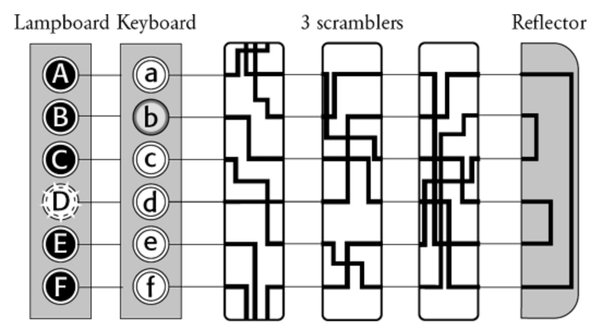 Lampboard Keyboard 3 scramblers Reflector
A a
B b
C c
D d
E e
F f